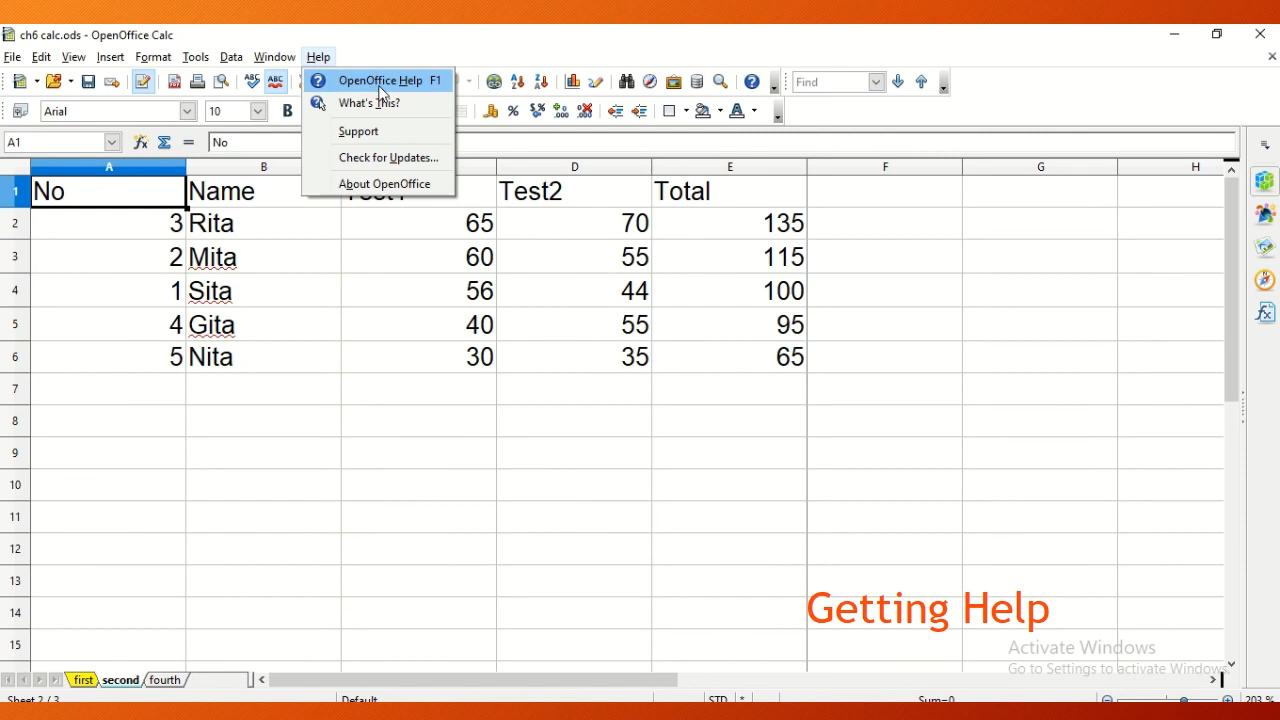 ch6 calc.ods - OpenOffice Calc
File Edit View Insert Format Tools Data Window Help
OpenOffice Help F1
What's This?
Support
Check for Updates...
About OpenOffice
Find
Arial 10 B
A1 No
A B D E F G H
1 No Name Test2 Total
2 3 Rita 65 70 135
3 2 Mita 60 55 115
4 1 Sita 56 44 100
5 4 Gita 40 55 95
6 5 Nita 30 35 65
7
8
9
10
11
12
13
14
15
Getting Help
Activate Windows
Go to Settings to activate Windows.
first second fourth
Sheet 2 / 3 Default STD * Sum=0 203 %